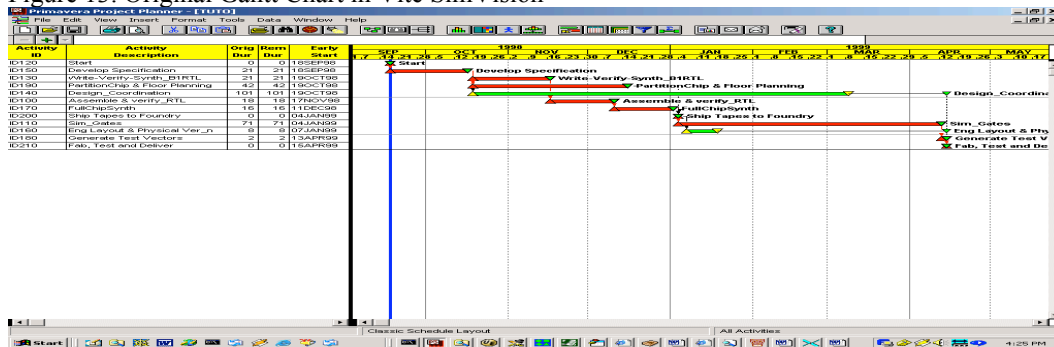 Figure 15: Original Gantt Chart in Vite SimVision
Primavera Project Planner - [TUTO]
File Edit View Insert Format Tools Data Window Help
Activity ID Activity Description Orig Dur Rem Dur Early Start
1998 1999
SEP OCT NOV DEC JAN FEB MAR APR MAY
ID120 Start 0 0 18SEP98 Start
ID150 Develop Specification 21 21 18SEP98 Develop Specification
ID130 Write-Verify-Synth_B1RTL 21 21 19OCT98 Write-Verify-Synth_B1RTL
ID190 PartitionChip & Floor Planning 42 42 19OCT98 PartitionChip & Floor Planning
ID140 Design_Coordination 101 101 19OCT98 Design_Coordina
ID100 Assemble & verify_RTL 18 18 17NOV98 Assemble & verify_RTL
ID170 FullChipSynth 16 16 11DEC98 FullChipSynth
ID200 Ship Tapes to Foundry 0 0 04JAN99 Ship Tapes to Foundry
ID110 Sim_Gates 71 71 04JAN99 Sim_Gates
ID160 Eng Layout & Physical Ver_n 8 8 07JAN99 Eng Layout & Phy
ID180 Generate Test Vectors 2 2 13APR99 Generate Test V
ID210 Fab, Test and Deliver 0 0 15APR99 Fab, Test and De
Classic Schedule Layout All Activities
Start 4:25 PM